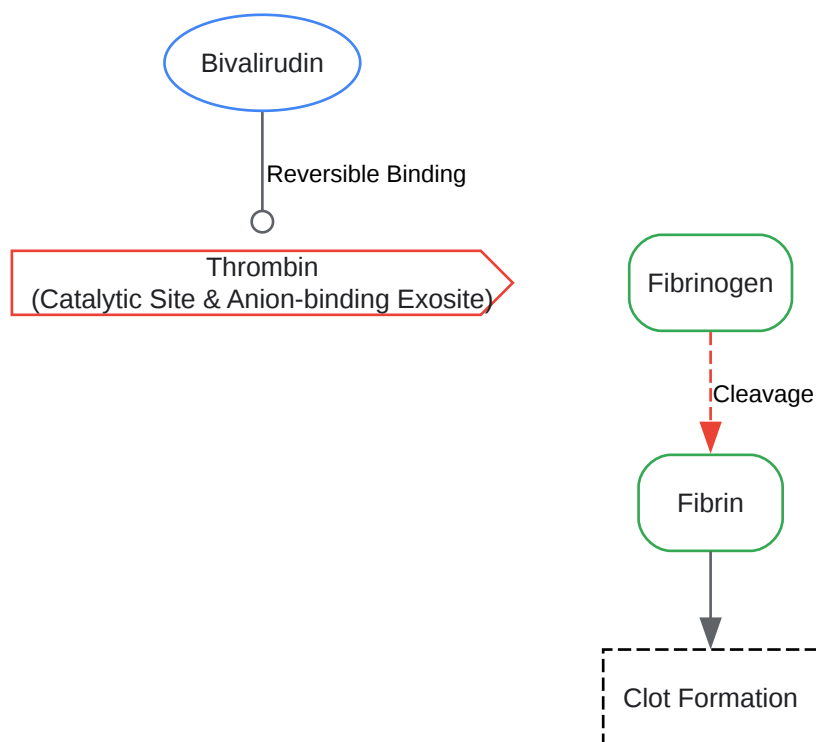 Bivalirudin
Reversible Binding
Thrombin
(Catalytic Site & Anion-binding Exosite)
Fibrinogen
Cleavage
Fibrin
Clot Formation